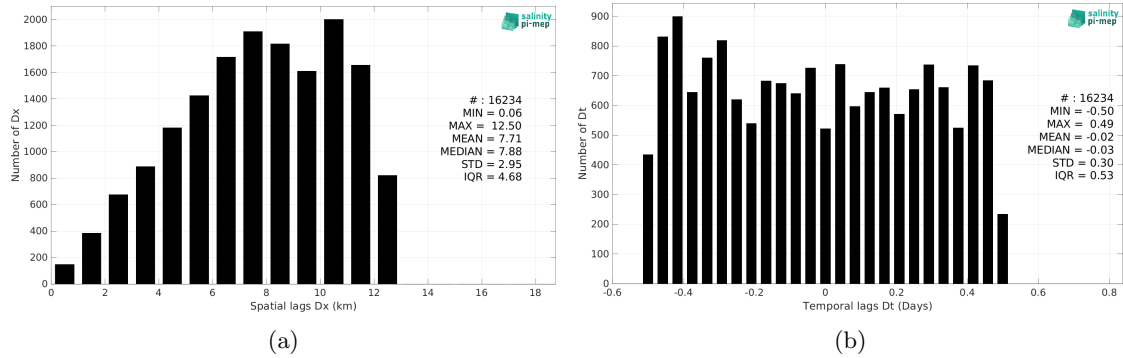 2000
1800
1600
1400
1200
1000
800
600
400
200
0
Number of Dx
0 2 4 6 8 10 12 14 16 18
Spatial lags Dx (km)
salinity
pi-mep
# : 16234
MIN = 0.06
MAX = 12.50
MEAN = 7.71
MEDIAN = 7.88
STD = 2.95
IQR = 4.68
(a)
900
800
700
600
500
400
300
200
100
0
Number of Dt
-0.6 -0.4 -0.2 0 0.2 0.4 0.6 0.8
Temporal lags Dt (Days)
salinity
pi-mep
# : 16234
MIN = -0.50
MAX = 0.49
MEAN = -0.02
MEDIAN = -0.03
STD = 0.30
IQR = 0.53
(b)